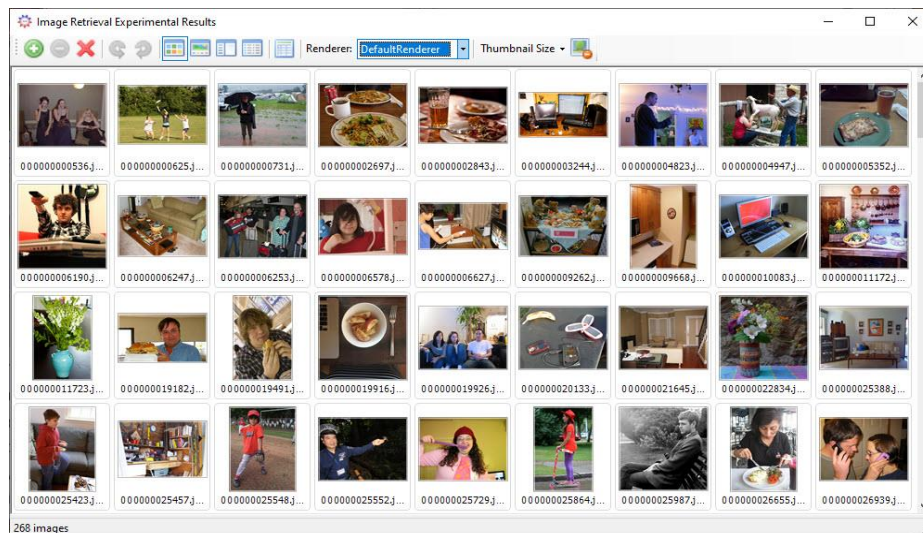 Image Retrieval Experimental Results
Renderer: DefaultRenderer Thumbnail Size
000000000536.j... 000000000625.j... 000000000731.j... 000000002697.j... 000000002843.j... 000000003244.j... 000000004823.j... 000000004947.j... 000000005352.j...
000000006190.j... 000000006247.j... 000000006253.j... 000000006578.j... 000000006627.j... 000000009262.j... 000000009668.j... 000000010083.j... 000000011172.j...
000000011723.j... 000000019182.j... 000000019491.j... 000000019916.j... 000000019926.j... 000000020133.j... 000000021645.j... 000000022834.j... 000000025388.j...
000000025423.j... 000000025457.j... 000000025548.j... 000000025552.j... 000000025729.j... 000000025864.j... 000000025987.j... 000000026655.j... 000000026939.j...
268 images